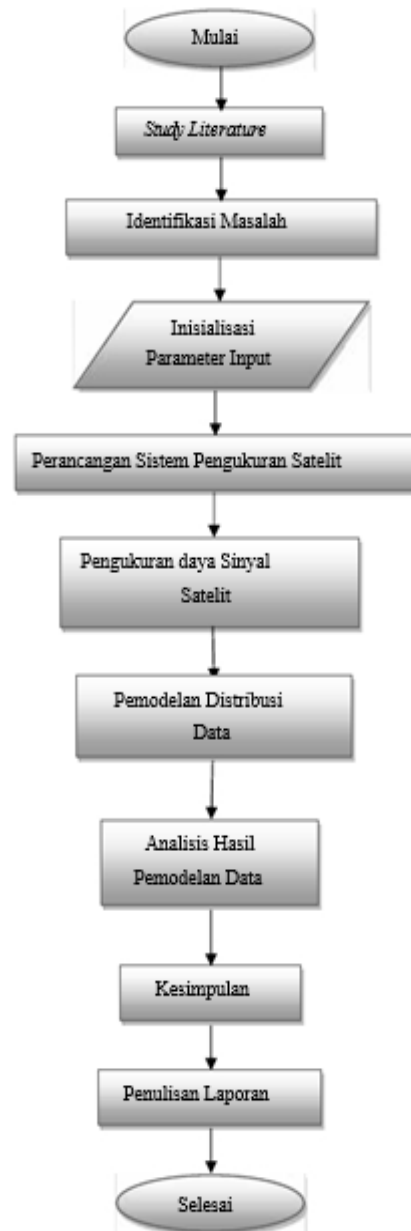 Mulai
Study Literature
Identifikasi Masalah
Inisialisasi
Parameter Input
Perancangan Sistem Pengukuran Satelit
Pengukuran daya Sinyal
Satelit
Pemodelan Distribusi
Data
Analisis Hasil
Pemodelan Data
Kesimpulan
Penulisan Laporan
Selesai